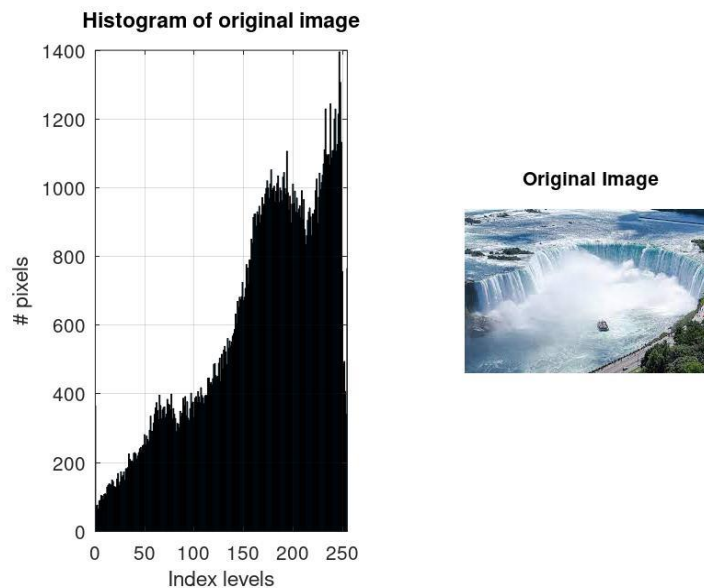 Histogram of original image
1400
1200
1000
800
600
400
200
0
# pixels
0 50 100 150 200 250
Index levels
Original Image